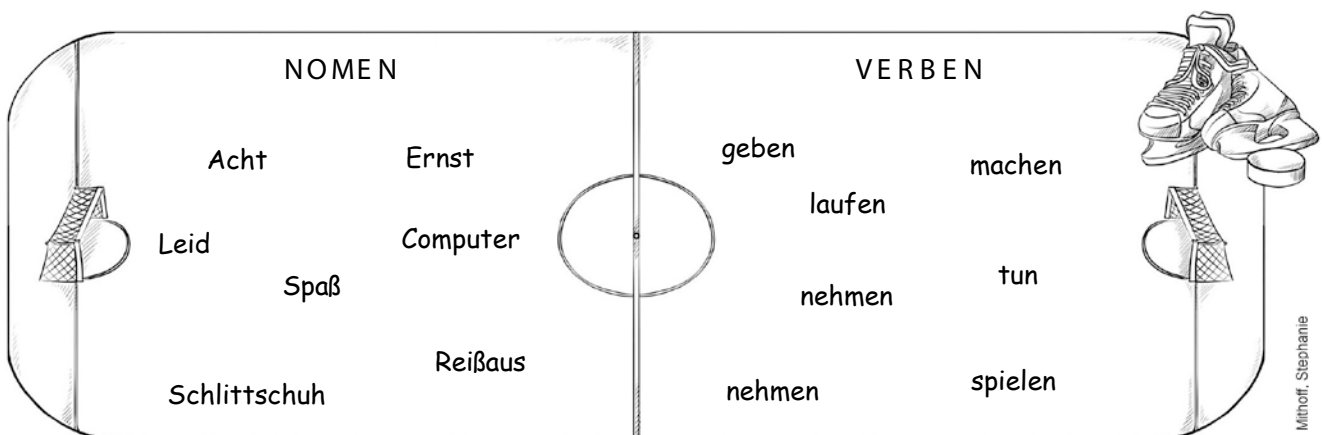 NOMEN
VERBEN
Acht
Ernst
Leid
Computer
Spaß
Reißaus
Schlittschuh
geben
machen
laufen
tun
nehmen
nehmen
spielen
Mithoff, Stephanie